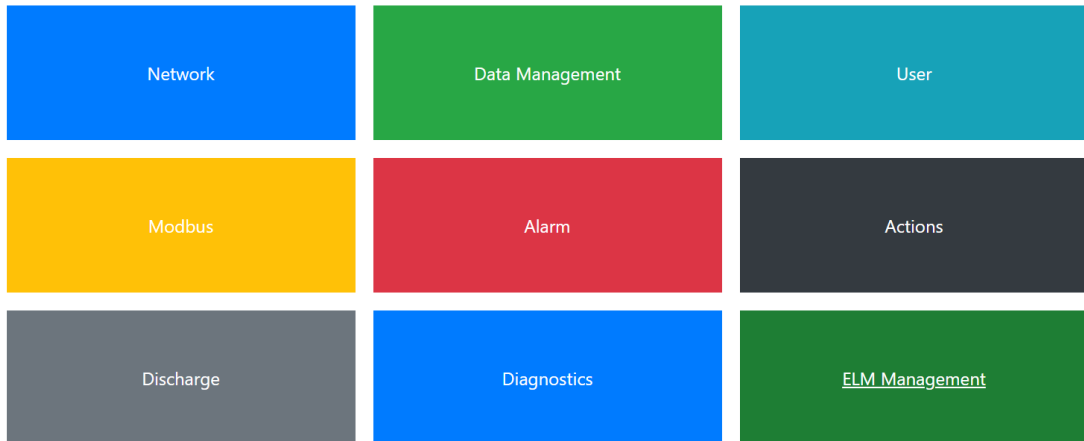 Network
Data Management
User
Modbus
Alarm
Actions
Discharge
Diagnostics
ELM Management